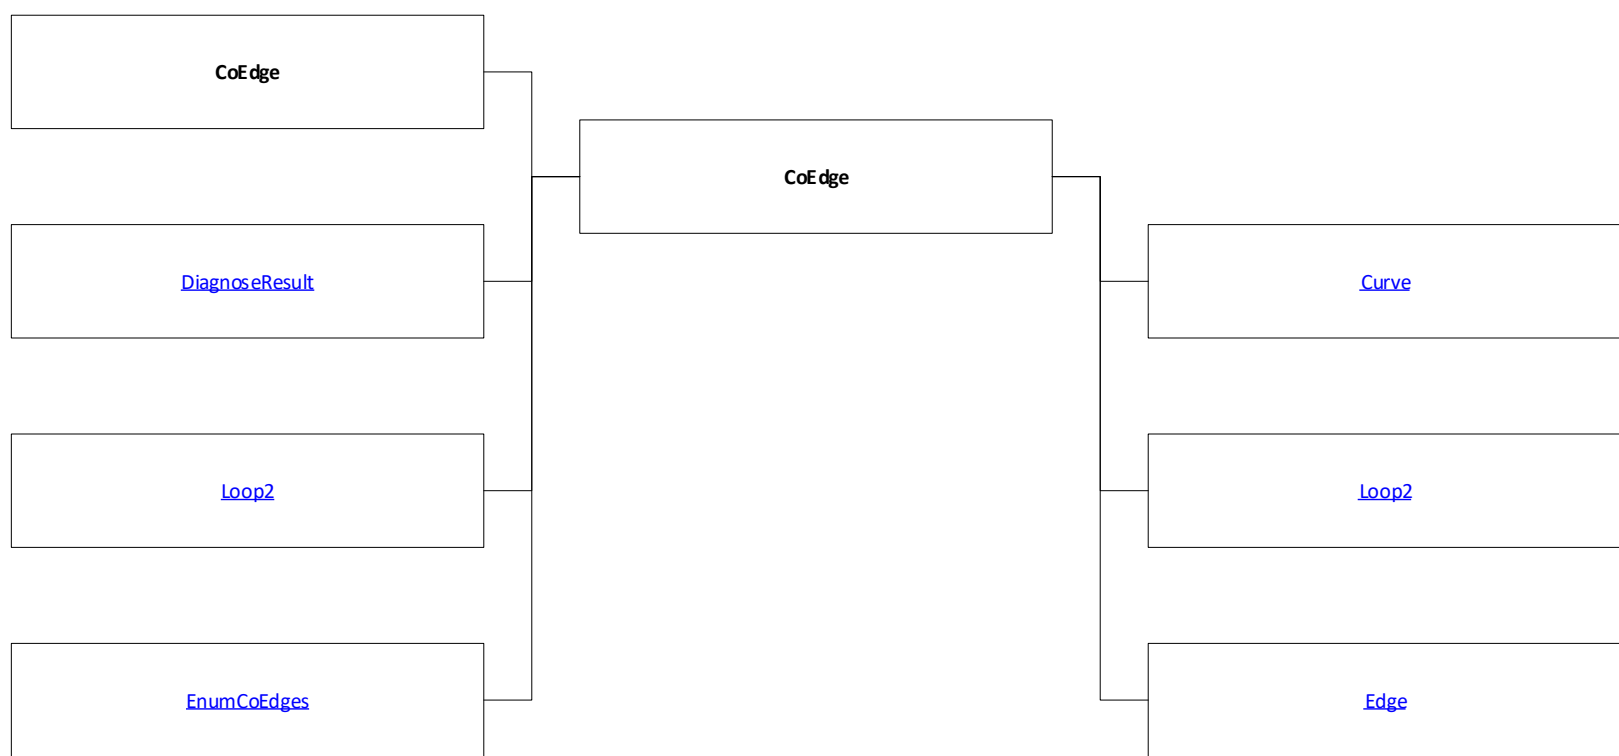 CoEdge
CoEdge
DiagnoseResult
Curve
Loop2
Loop2
EnumCoEdges
Edge